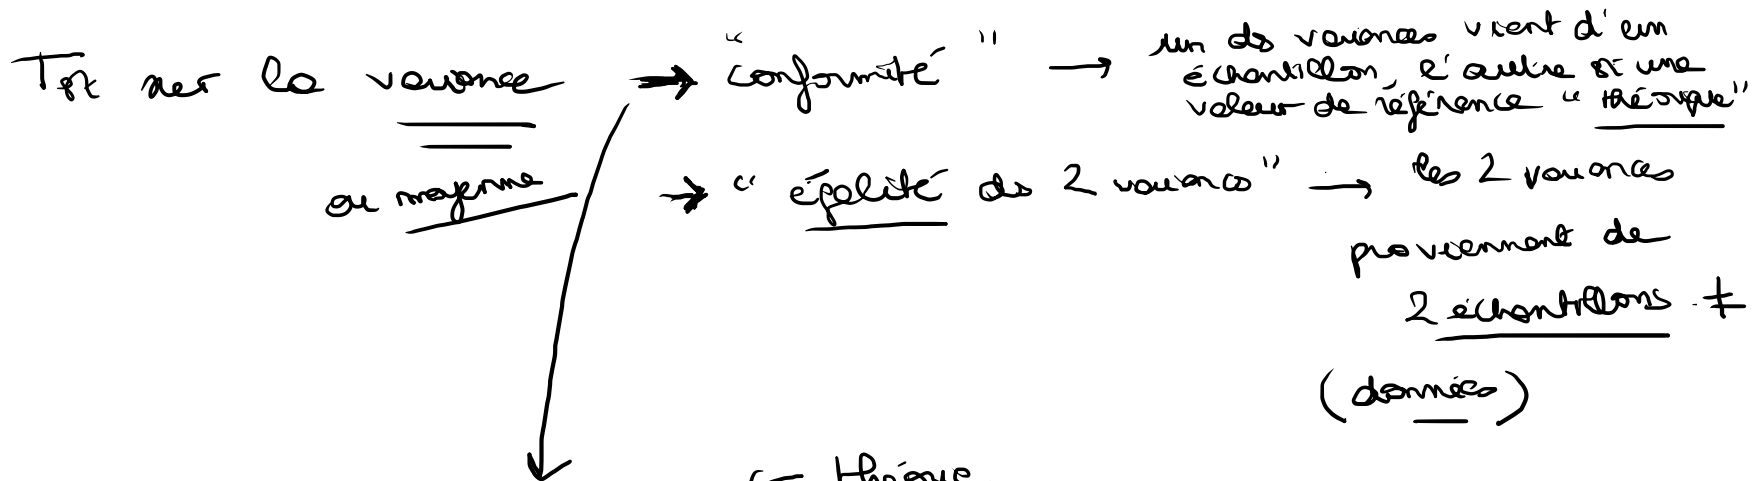 Test sur la variance → "conformité" → un des variances vient d'un
échantillon, l'autre est une
valeur de référence "théorique"
ou moyenne → "égalité des 2 variances" → les 2 variances
proviennent de
2 échantillons ≠
(données)
← théorique